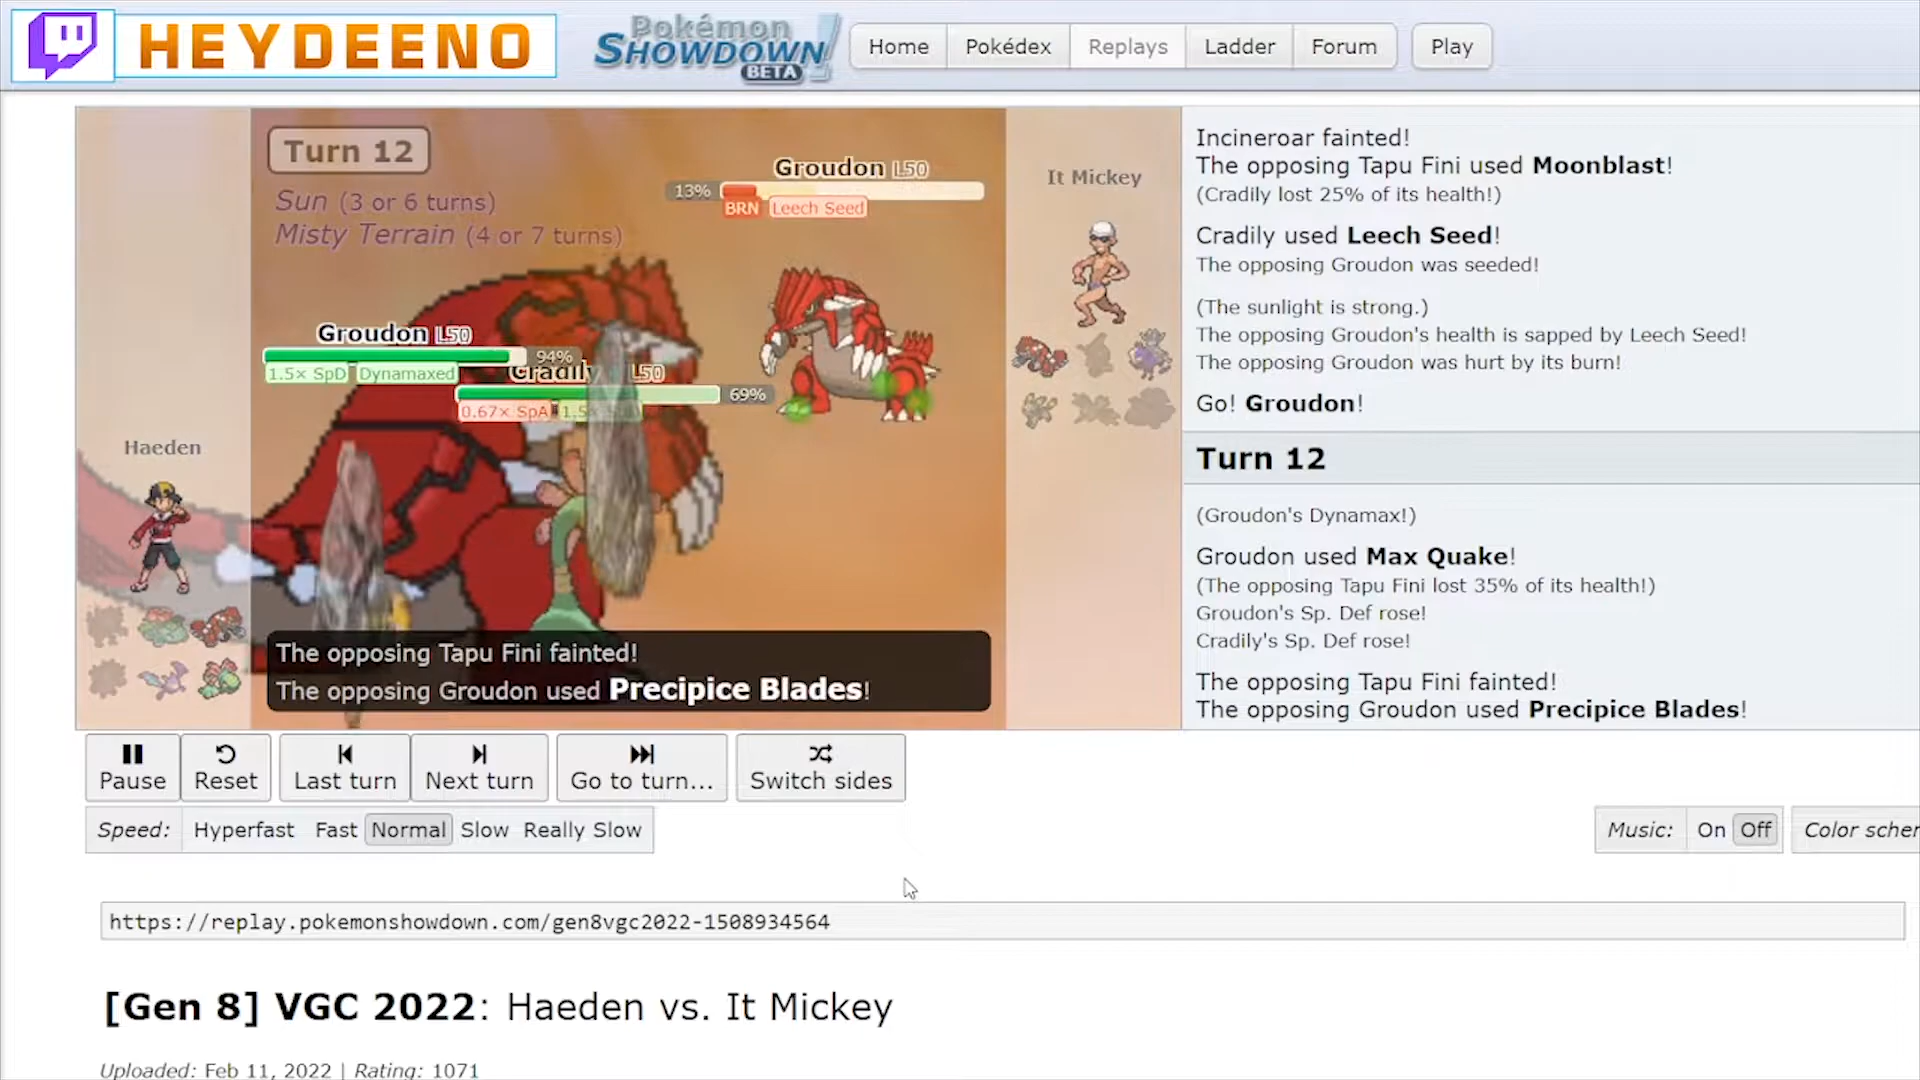 HEYDEENO
Pokémon
SHOWDOWN!
BETA
Home
Pokédex
Replays
Ladder
Forum
Play
Turn 12
Sun (3 or 6 turns)
Misty Terrain (4 or 7 turns)
Groudon L50
13%
BRN
Leech Seed
It Mickey
Groudon L50
94%
1.5× SpD
Dynamaxed
Cradily L50
69%
0.67× SpA
Haeden
The opposing Tapu Fini fainted!
The opposing Groudon used Precipice Blades!
Incineroar fainted!
The opposing Tapu Fini used Moonblast!
(Cradily lost 25% of its health!)
Cradily used Leech Seed!
The opposing Groudon was seeded!
(The sunlight is strong.)
The opposing Groudon's health is sapped by Leech Seed!
The opposing Groudon was hurt by its burn!
Go! Groudon!
Turn 12
(Groudon's Dynamax!)
Groudon used Max Quake!
(The opposing Tapu Fini lost 35% of its health!)
Groudon's Sp. Def rose!
Cradily's Sp. Def rose!
The opposing Tapu Fini fainted!
The opposing Groudon used Precipice Blades!
Pause
Reset
Last turn
Next turn
Go to turn...
Switch sides
Speed: Hyperfast Fast Normal Slow Really Slow
Music: On Off
Color scher
https://replay.pokemonshowdown.com/gen8vgc2022-1508934564
[Gen 8] VGC 2022: Haeden vs. It Mickey
Uploaded: Feb 11, 2022 | Rating: 1071